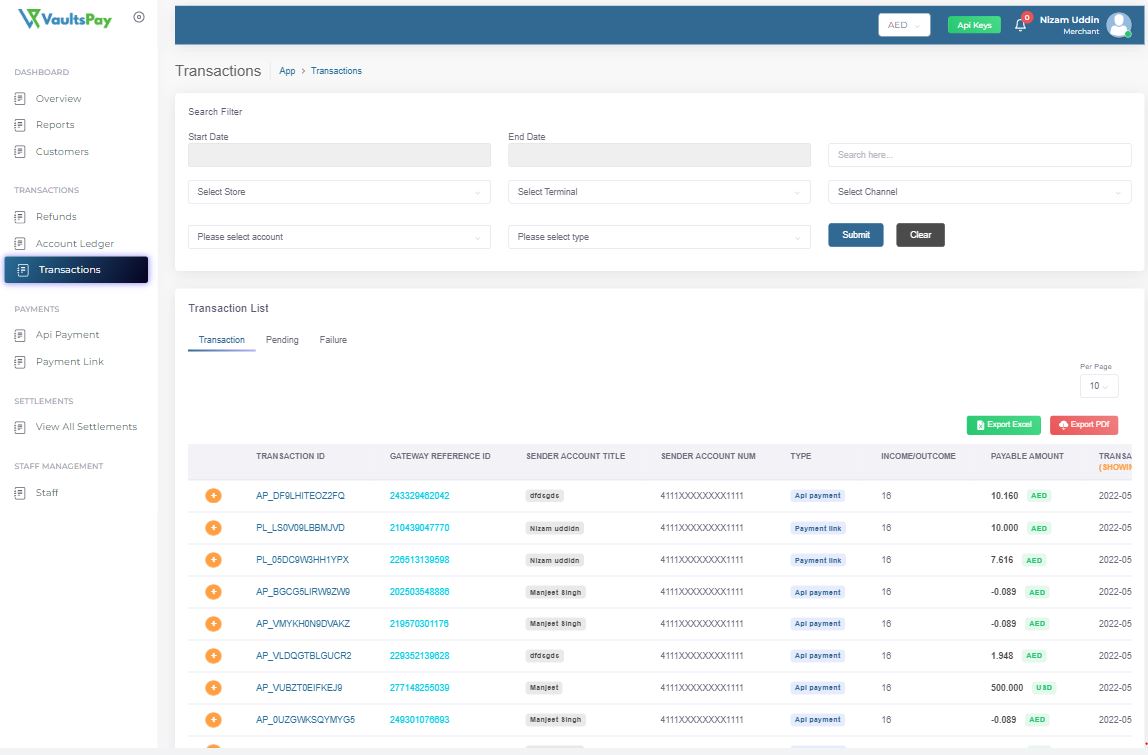 VaultsPay
AED
Api Keys
0
Nizam Uddin
Merchant
DASHBOARD
Overview
Reports
Customers
TRANSACTIONS
Refunds
Account Ledger
Transactions
PAYMENTS
Api Payment
Payment Link
SETTLEMENTS
View All Settlements
STAFF MANAGEMENT
Staff
Transactions App > Transactions
Search Filter
Start Date End Date
Search here...
Select Store Select Terminal Select Channel
Please select account Please select type Submit Clear
Transaction List
Transaction Pending Failure
Per Page
10
Export Excel Export PDf
TRANSACTION ID GATEWAY REFERENCE ID SENDER ACCOUNT TITLE SENDER ACCOUNT NUM TYPE INCOME/OUTCOME PAYABLE AMOUNT TRANSA
(SHOWIN
+ AP_DF9LHITEOZ2FQ 243329462042 dfdsgds 4111XXXXXXXX1111 Api payment 16 10.160 AED 2022-05
+ PL_LS0V09LBBMJVD 210439047770 Nizam uddidn 4111XXXXXXXX1111 Payment link 16 10.000 AED 2022-05
+ PL_05DC9W3HH1YPX 226513139598 Nizam uddidn 4111XXXXXXXX1111 Payment link 16 7.616 AED 2022-05
+ AP_BGCG5LIRW9ZW9 202503548886 Manjeet Singh 4111XXXXXXXX1111 Api payment 16 -0.089 AED 2022-05
+ AP_VMYKH0N9DVAKZ 219570301176 Manjeet Singh 4111XXXXXXXX1111 Api payment 16 -0.089 AED 2022-05
+ AP_VLDQGTBLGUCR2 229352139628 dfdsgds 4111XXXXXXXX1111 Api payment 16 1.948 AED 2022-05
+ AP_VUBZT0EIFKEJ9 277148255039 Manjeet 4111XXXXXXXX1111 Api payment 16 500.000 USD 2022-05
+ AP_0UZGWKSQYMYG5 249301076693 Manjeet Singh 4111XXXXXXXX1111 Api payment 16 -0.089 AED 2022-05